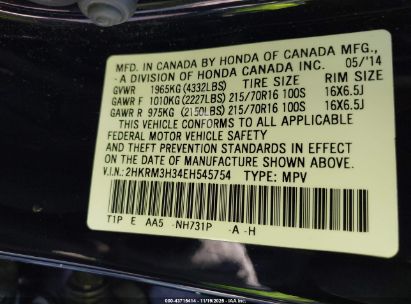 MFD. IN CANADA BY HONDA OF CANADA MFG.,
-A DIVISION OF HONDA CANADA INC. 05/'14
GVWR 1965KG(4332LBS) TIRE SIZE RIM SIZE
GAWR F 1010KG(2227LBS) 215/70R16 100S 16X6.5J
GAWR R 975KG(2150LBS) 215/70R16 100S 16X6.5J
THIS VEHICLE CONFORMS TO ALL APPLICABLE
FEDERAL MOTOR VEHICLE SAFETY
AND THEFT PREVENTION STANDARDS IN EFFECT
ON THE DATE OF MANUFACTURE SHOWN ABOVE.
V.I.N.: 2HKRM3H34EH545754 TYPE: MPV
T1P E AA5 -NH731P -A -H